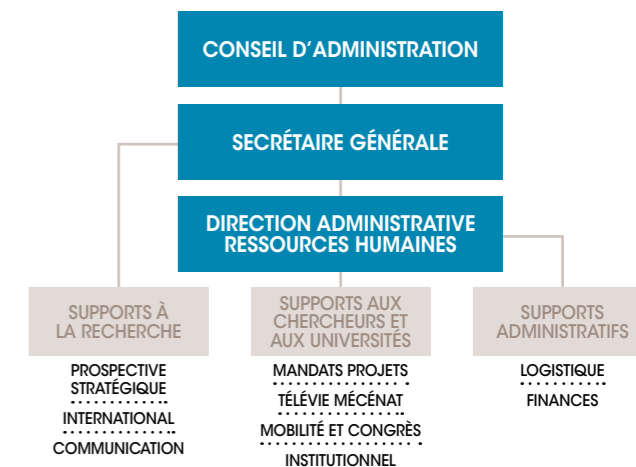 CONSEIL D'ADMINISTRATION
SECRÉTAIRE GÉNÉRALE
DIRECTION ADMINISTRATIVE
RESSOURCES HUMAINES
SUPPORTS À
LA RECHERCHE
PROSPECTIVE
STRATÉGIQUE
INTERNATIONAL
COMMUNICATION
SUPPORTS AUX
CHERCHEURS ET
AUX UNIVERSITÉS
MANDATS PROJETS
TÉLÉVIE MÉCÉNAT
MOBILITÉ ET CONGRÈS
INSTITUTIONNEL
SUPPORTS
ADMINISTRATIFS
LOGISTIQUE
FINANCES